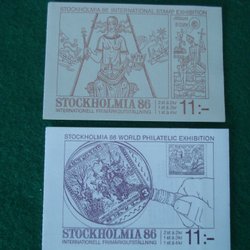 STOCKHOLMIA 86 INTERNATIONAL STAMP EXHIBITION
STOCKHOLMIA 86
INTERNATIONELL FRIMÄRKSUTSTÄLLNING
11:-
STOCKHOLMIA 86 WORLD PHILATELIC EXHIBITION
STOCKHOLMIA 86
INTERNATIONELL FRIMÄRKSUTSTÄLLNING
11:-